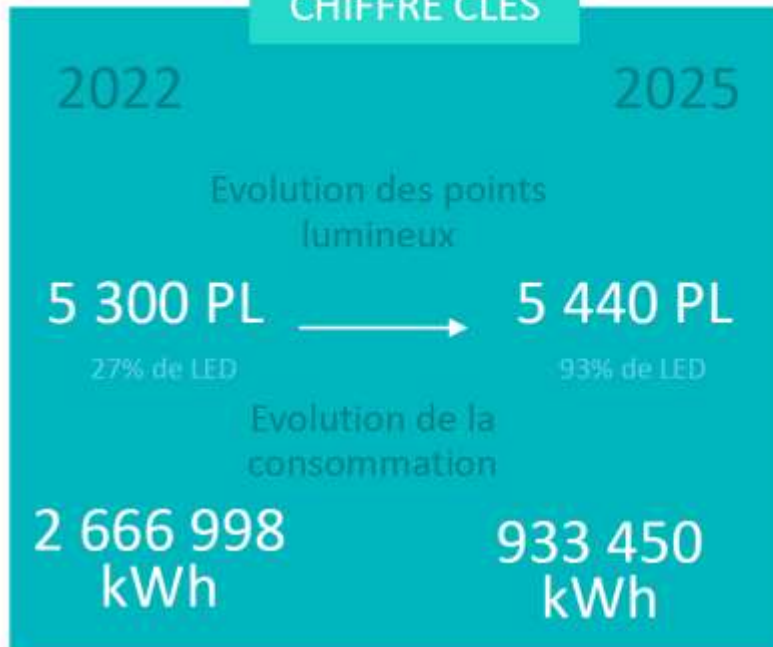 CHIFFRE CLES
2022
2025
Evolution des points
lumineux
5 300 PL
5 440 PL
27% de LED
93% de LED
Evolution de la
consommation
2 666 998
kWh
933 450
kWh